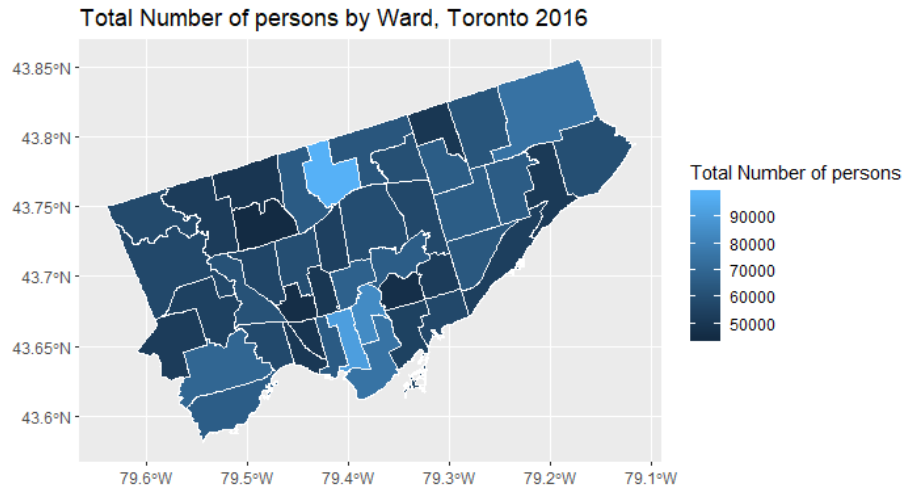 Total Number of persons by Ward, Toronto 2016
43.85°N
43.8°N
43.75°N
43.7°N
43.65°N
43.6°N
79.6°W
79.5°W
79.4°W
79.3°W
79.2°W
79.1°W
Total Number of persons
90000
80000
70000
60000
50000